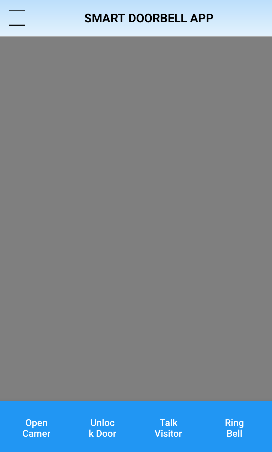 SMART DOORBELL APP
Open
Camer
Unloc
k Door
Talk
Visitor
Ring
Bell